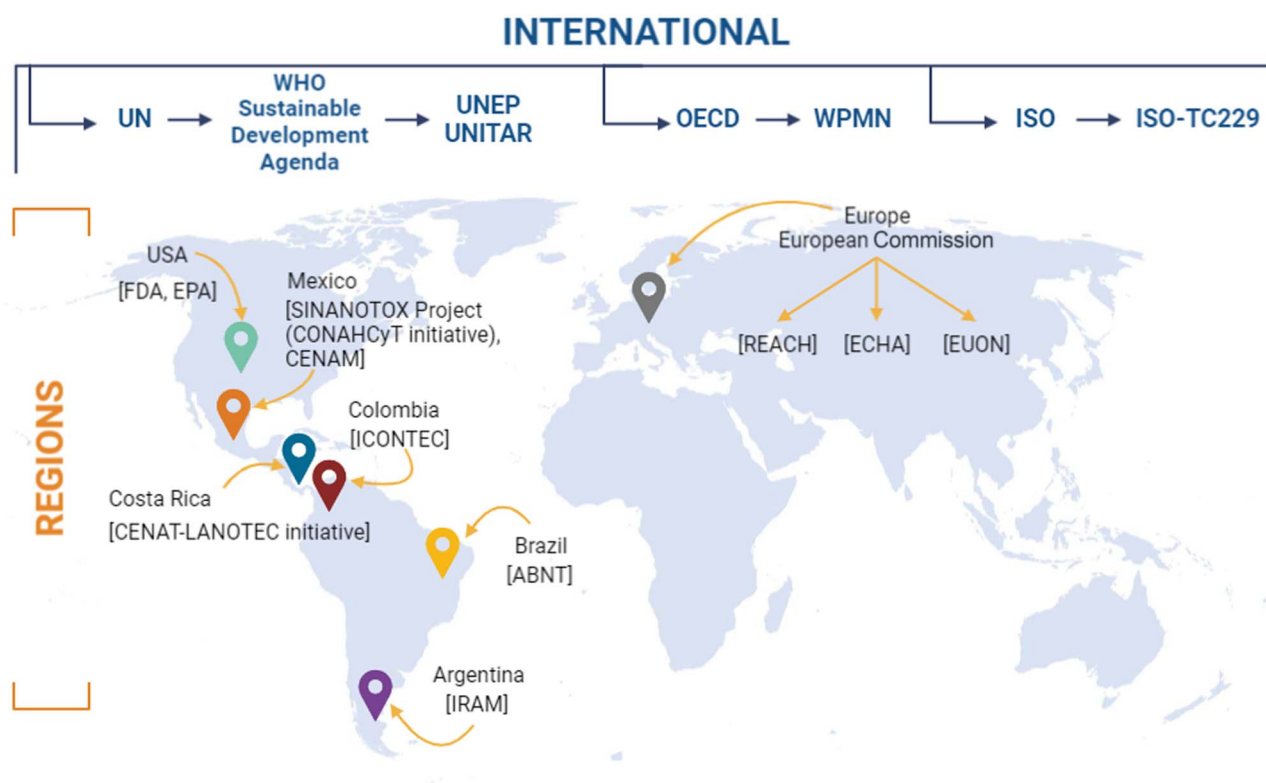 INTERNATIONAL
UN
WHO
Sustainable
Development
Agenda
UNEP
UNITAR
OECD
WPMN
ISO
ISO-TC229
REGIONS
USA
[FDA, EPA]
Mexico
[SINANOTOX Project
(CONAHCyT initiative),
CENAM]
Colombia
[ICONTEC]
Costa Rica
[CENAT-LANOTEC initiative]
Brazil
[ABNT]
Argentina
[IRAM]
Europe
European Commission
[REACH]
[ECHA]
[EUON]